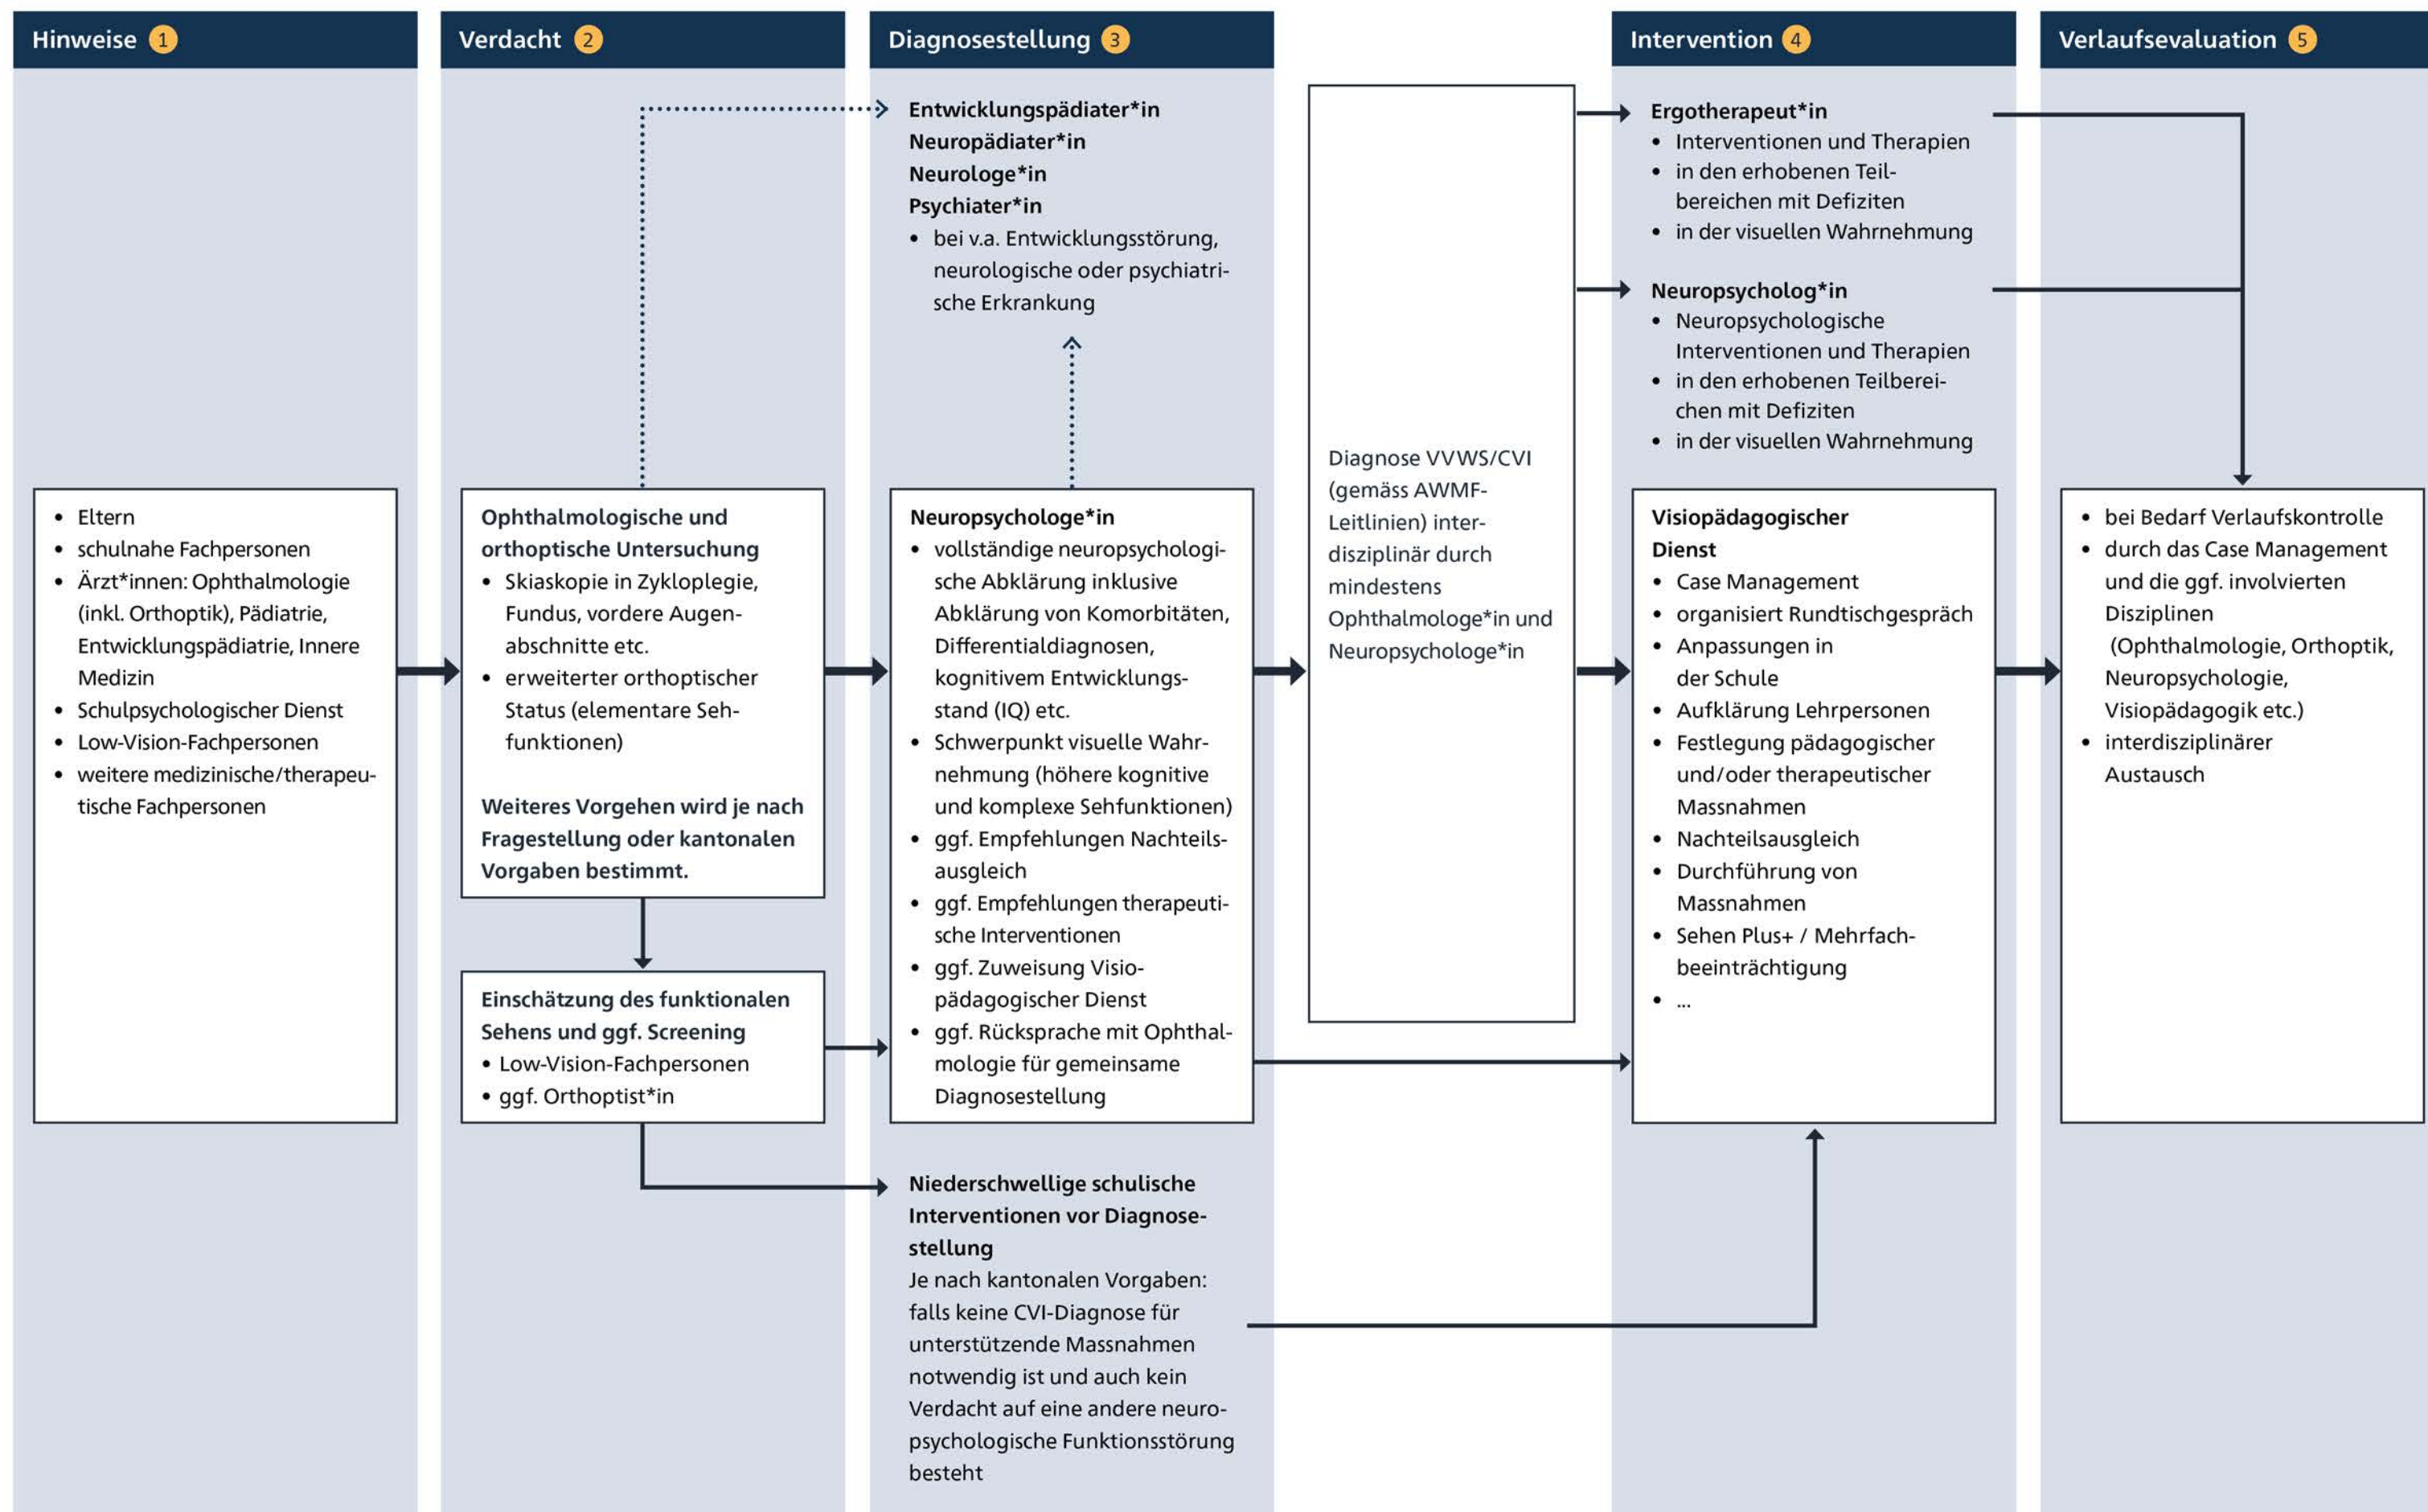 Hinweise 1
Verdacht 2
Diagnosestellung 3
Intervention 4
Verlaufsevaluation 5
• Eltern
• schulnahe Fachpersonen
• Ärzt*innen: Ophthalmologie
(inkl. Orthoptik), Pädiatrie,
Entwicklungspädiatrie, Innere
Medizin
• Schulpsychologischer Dienst
• Low-Vision-Fachpersonen
• weitere medizinische/therapeu-
tische Fachpersonen
Ophthalmologische und
orthoptische Untersuchung
• Skiaskopie in Zykloplegie,
Fundus, vordere Augen-
abschnitte etc.
• erweiterter orthoptischer
Status (elementare Seh-
funktionen)
Weiteres Vorgehen wird je nach
Fragestellung oder kantonalen
Vorgaben bestimmt.
Einschätzung des funktionalen
Sehens und ggf. Screening
• Low-Vision-Fachpersonen
• ggf. Orthoptist*in
Entwicklungspädiater*in
Neuropädiater*in
Neurologe*in
Psychiater*in
• bei v.a. Entwicklungsstörung,
neurologische oder psychiatri-
sche Erkrankung
Neuropsychologe*in
• vollständige neuropsychologi-
sche Abklärung inklusive
Abklärung von Komorbitäten,
Differentialdiagnosen,
kognitivem Entwicklungs-
stand (IQ) etc.
• Schwerpunkt visuelle Wahr-
nehmung (höhere kognitive
und komplexe Sehfunktionen)
• ggf. Empfehlungen Nachteils-
ausgleich
• ggf. Empfehlungen therapeuti-
sche Interventionen
• ggf. Zuweisung Visio-
pädagogischer Dienst
• ggf. Rücksprache mit Ophthal-
mologie für gemeinsame
Diagnosestellung
Niederschwellige schulische
Interventionen vor Diagnose-
stellung
Je nach kantonalen Vorgaben:
falls keine CVI-Diagnose für
unterstützende Massnahmen
notwendig ist und auch kein
Verdacht auf eine andere neuro-
psychologische Funktionsstörung
besteht
Diagnose VVWS/CVI
(gemäss AWMF-
Leitlinien) inter-
disziplinär durch
mindestens
Ophthalmologe*in und
Neuropsychologe*in
Ergotherapeut*in
• Interventionen und Therapien
• in den erhobenen Teil-
bereichen mit Defiziten
• in der visuellen Wahrnehmung
Neuropsycholog*in
• Neuropsychologische
Interventionen und Therapien
• in den erhobenen Teilberei-
chen mit Defiziten
• in der visuellen Wahrnehmung
Visiopädagogischer
Dienst
• Case Management
• organisiert Rundtischgespräch
• Anpassungen in
der Schule
• Aufklärung Lehrpersonen
• Festlegung pädagogischer
und/oder therapeutischer
Massnahmen
• Nachteilsausgleich
• Durchführung von
Massnahmen
• Sehen Plus+ / Mehrfach-
beeinträchtigung
• ...
• bei Bedarf Verlaufskontrolle
• durch das Case Management
und die ggf. involvierten
Disziplinen
(Ophthalmologie, Orthoptik,
Neuropsychologie,
Visiopädagogik etc.)
• interdisziplinärer
Austausch